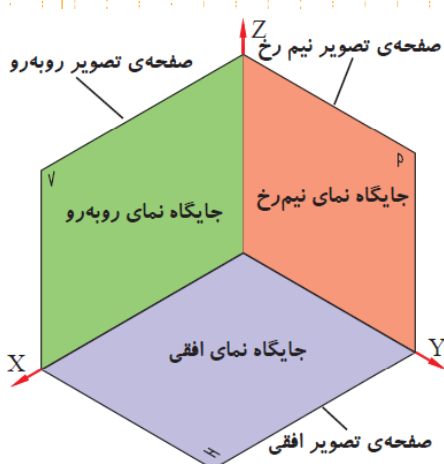 Z
صفحه‌ی تصویر نیم رخ
صفحه‌ی تصویر روبه‌رو
V
P
جایگاه نمای نیم‌رخ
جایگاه نمای روبه‌رو
جایگاه نمای افقی
X
Y
H
صفحه‌ی تصویر افقی